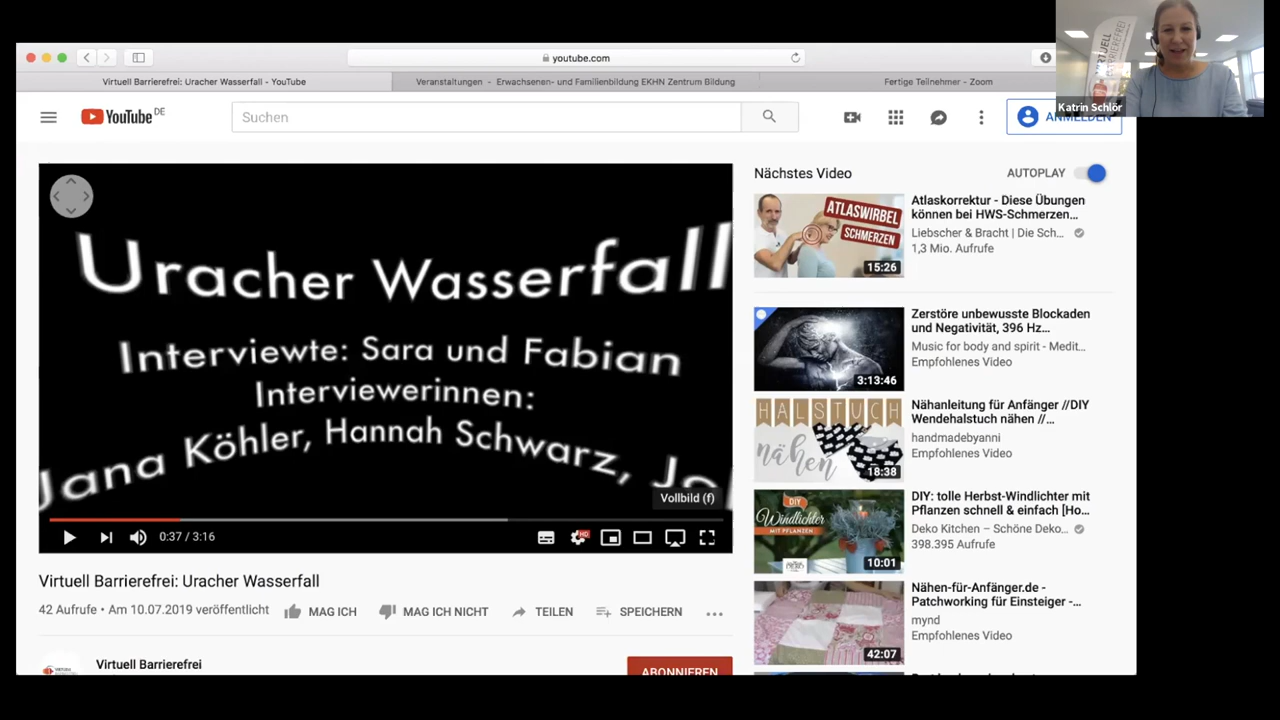 youtube.com
Virtuell Barrierefrei: Uracher Wasserfall - YouTube
Veranstaltungen - Erwachsenen- und Familienbildung EKHN Zentrum Bildung
Fertige Teilnehmer - Zoom
VIRTUELL
BARRIEREFREI
Katrin Schlör
YouTube DE
Suchen
ANMELDEN
Uracher Wasserfall
Interviewte: Sara und Fabian
Interviewerinnen:
Jana Köhler, Hannah Schwarz,
Vollbild (f)
HD
0:37 / 3:16
Virtuell Barrierefrei: Uracher Wasserfall
42 Aufrufe • Am 10.07.2019 veröffentlicht
MAG ICH
MAG ICH NICHT
TEILEN
SPEICHERN
Virtuell Barrierefrei
ABONNIEREN
Nächstes Video
AUTOPLAY
ATLASWIRBEL
SCHMERZEN
15:26
Atlaskorrektur - Diese Übungen
können bei HWS-Schmerzen…
Liebscher & Bracht | Die Sch…
1,3 Mio. Aufrufe
3:13:46
Zerstöre unbewusste Blockaden
und Negativität, 396 Hz…
Music for body and spirit - Medit…
Empfohlenes Video
HALSTUCH
nähen
18:38
Nähanleitung für Anfänger //DIY
Wendehalstuch nähen //…
handmadebyanni
Empfohlenes Video
DIY
Windlichter
MIT PFLANZEN
10:01
DIY: tolle Herbst-Windlichter mit
Pflanzen schnell & einfach [Ho…
Deko Kitchen – Schöne Deko…
398.395 Aufrufe
42:07
Nähen-für-Anfänger.de -
Patchworking für Einsteiger -…
mynd
Empfohlenes Video